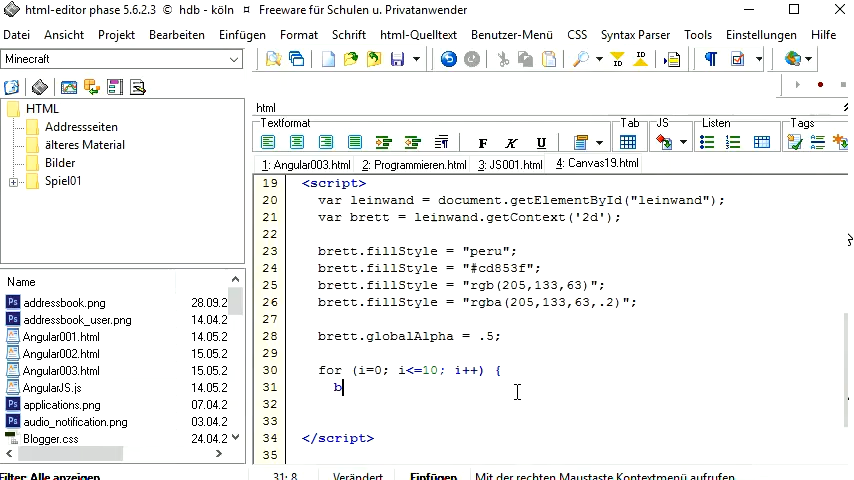 html-editor phase 5.6.2.3 © hdb - köln ¤ Freeware für Schulen u. Privatanwender
Datei Ansicht Projekt Bearbeiten Einfügen Format Schrift html-Quelltext Benutzer-Menü CSS Syntax Parser Tools Einstellungen Hilfe
Minecraft
HTML
Addressseiten
älteres Material
Bilder
Spiel01
html
Textformat Tab JS Listen Tags
F K U
1: Angular003.html 2: Programmieren.html 3: JS001.html 4: Canvas19.html
19 <script>
20 var leinwand = document.getElementById("leinwand");
21 var brett = leinwand.getContext('2d');
22
23 brett.fillStyle = "peru";
24 brett.fillStyle = "#cd853f";
25 brett.fillStyle = "rgb(205,133,63)";
26 brett.fillStyle = "rgba(205,133,63,.2)";
27
28 brett.globalAlpha = .5;
29
30 for (i=0; i<=10; i++) {
31 b
32
33
34 </script>
35
Name
addressbook.png 28.09.2
addressbook_user.png 14.04.2
Angular001.html 14.05.2
Angular002.html 15.05.2
Angular003.html 15.05.2
AngularJS.js 14.05.2
applications.png 07.04.2
audio_notification.png 03.04.2
Blogger.css 24.04.2
Filter: Alle anzeigen
31: 8 Verändert Einfügen Mit der rechten Maustaste Kontextmenü aufrufen